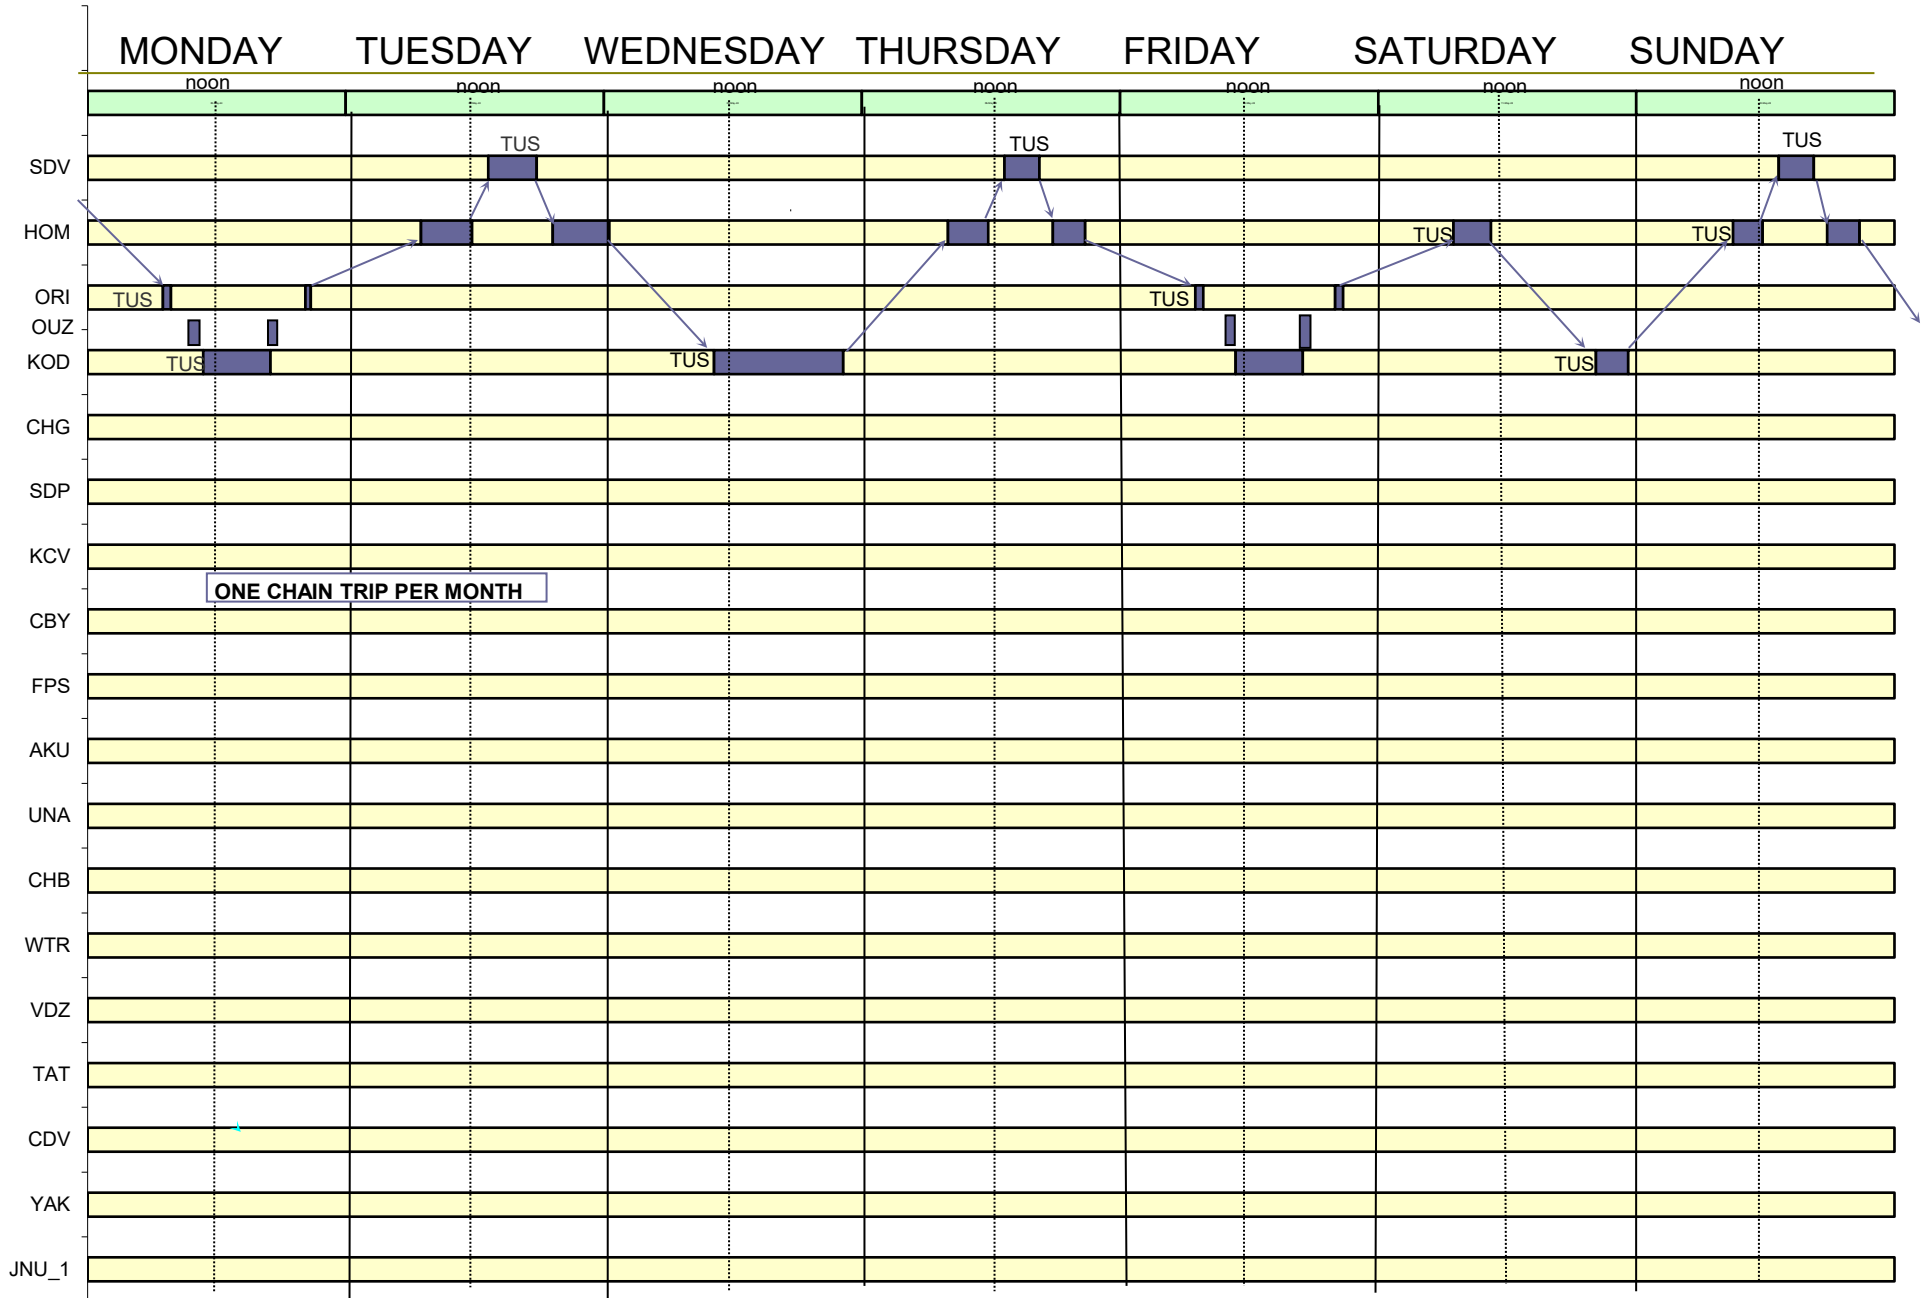 MONDAY TUESDAY WEDNESDAY THURSDAY FRIDAY SATURDAY SUNDAY
noon noon noon noon noon noon noon
TUS TUS TUS
SDV
HOM TUS TUS
ORI TUS TUS
OUZ
KOD TUS TUS TUS
CHG
SDP
KCV
ONE CHAIN TRIP PER MONTH
CBY
FPS
AKU
UNA
CHB
WTR
VDZ
TAT
CDV
YAK
JNU_1